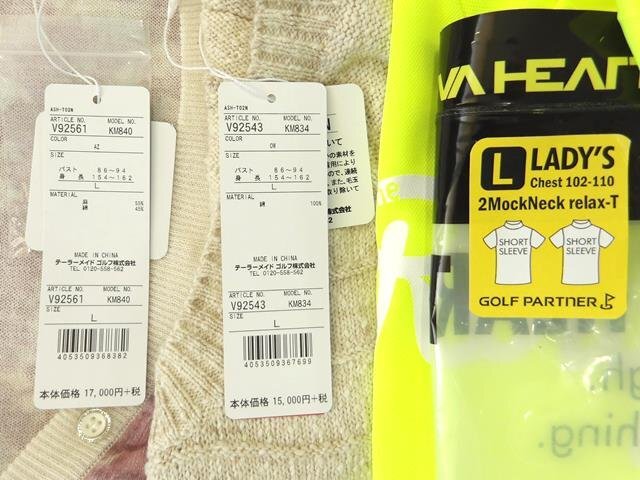 ASH-T02N
ARTICLE NO. MODEL NO.
V92561 KM840
COLOR
AZ
SIZE
バスト 86～94
身長 154～162
L
MATERIAL
麻 55%
綿 45%
MADE IN CHINA
テーラーメイド ゴルフ株式会社
TEL 0120-558-562
ARTICLE NO. MODEL NO.
V92561 KM840
SIZE
L
4053509368382
本体価格 17,000円+税
ASH-T02N
ARTICLE NO. MODEL NO.
V92543 KM834
COLOR
OW
SIZE
バスト 86～94
身長 154～162
L
MATERIAL
綿 100%
MADE IN CHINA
テーラーメイド ゴルフ株式会社
TEL 0120-558-562
ARTICLE NO. MODEL NO.
V92543 KM834
SIZE
L
4053509367699
本体価格 15,000円+税
VA HEART
L LADY'S
Chest 102-110
2MockNeck relax-T
SHORT SLEEVE
SHORT SLEEVE
GOLF PARTNER
gh.
hing.